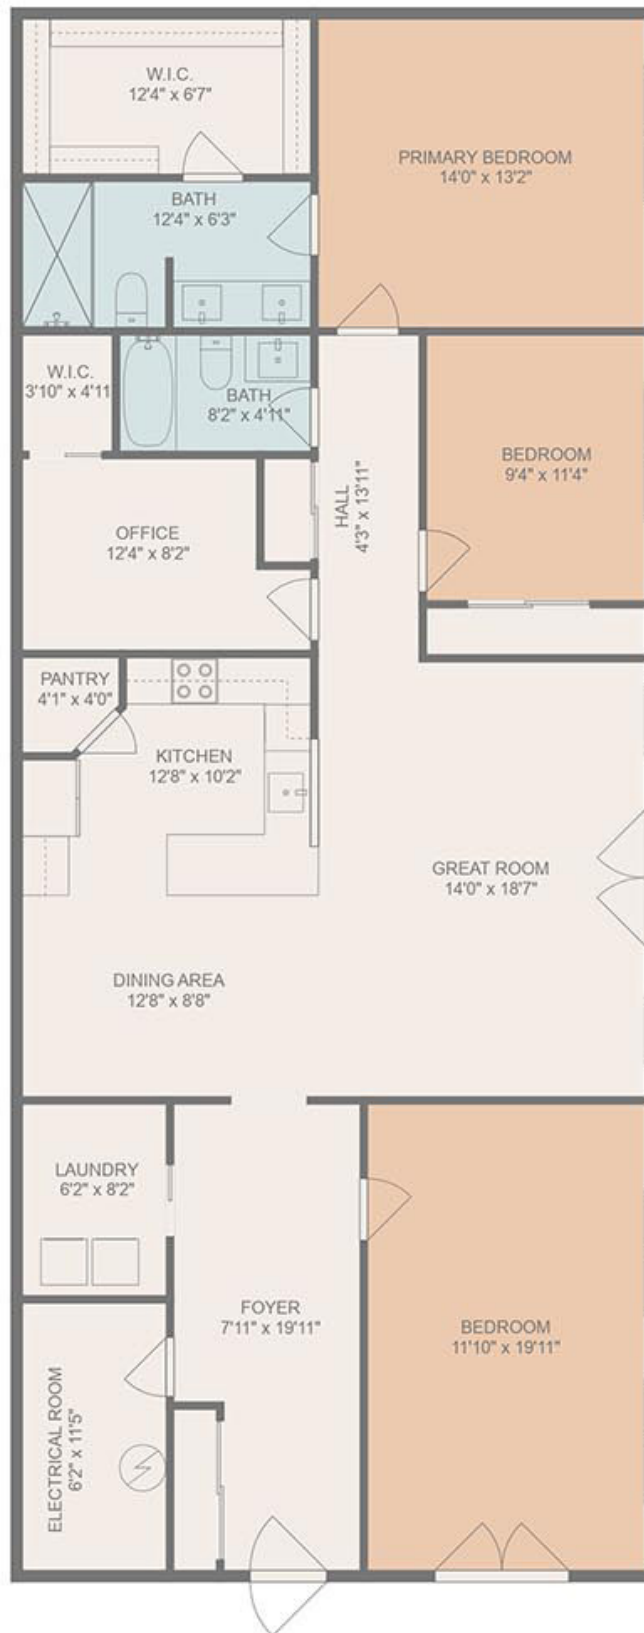 W.I.C.
12'4" x 6'7"
PRIMARY BEDROOM
14'0" x 13'2"
BATH
12'4" x 6'3"
W.I.C.
3'10" x 4'11
BATH
8'2" x 4'11"
BEDROOM
9'4" x 11'4"
HALL
4'3" x 13'11"
OFFICE
12'4" x 8'2"
PANTRY
4'1" x 4'0"
KITCHEN
12'8" x 10'2"
GREAT ROOM
14'0" x 18'7"
DINING AREA
12'8" x 8'8"
LAUNDRY
6'2" x 8'2"
FOYER
7'11" x 19'11"
BEDROOM
11'10" x 19'11"
ELECTRICAL ROOM
6'2" x 11'5"